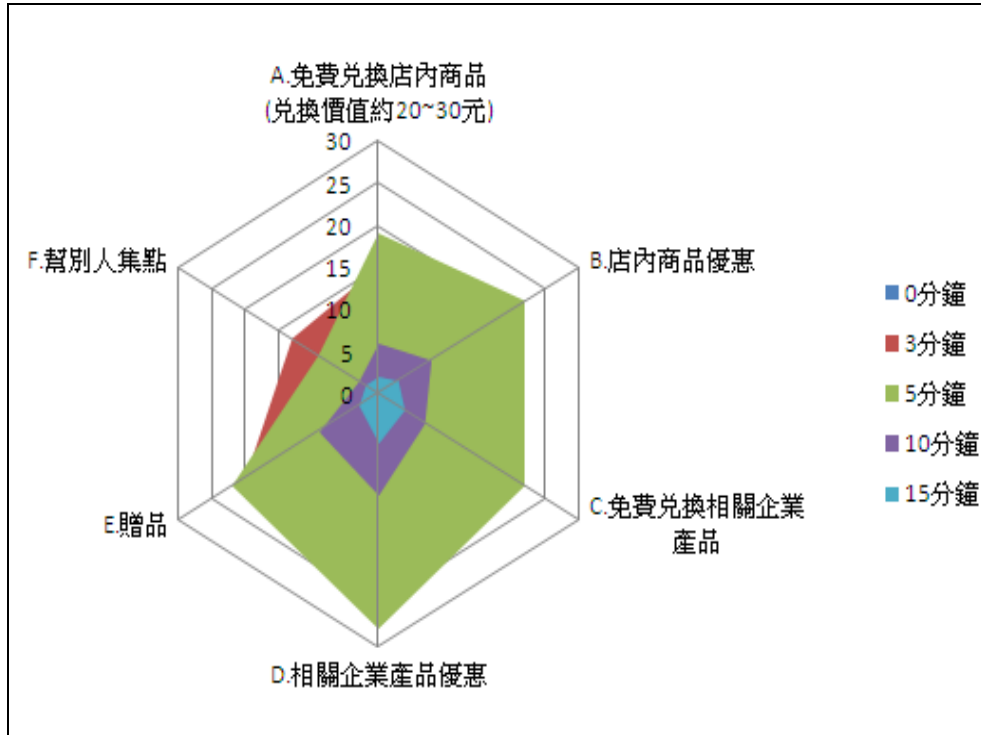 A.免費兌換店內商品
(兌換價值約20~30元)
30
25
20
15
10
5
0
B.店內商品優惠
C.免費兌換相關企業
產品
D.相關企業產品優惠
E.贈品
F.幫別人集點
0分鐘
3分鐘
5分鐘
10分鐘
15分鐘